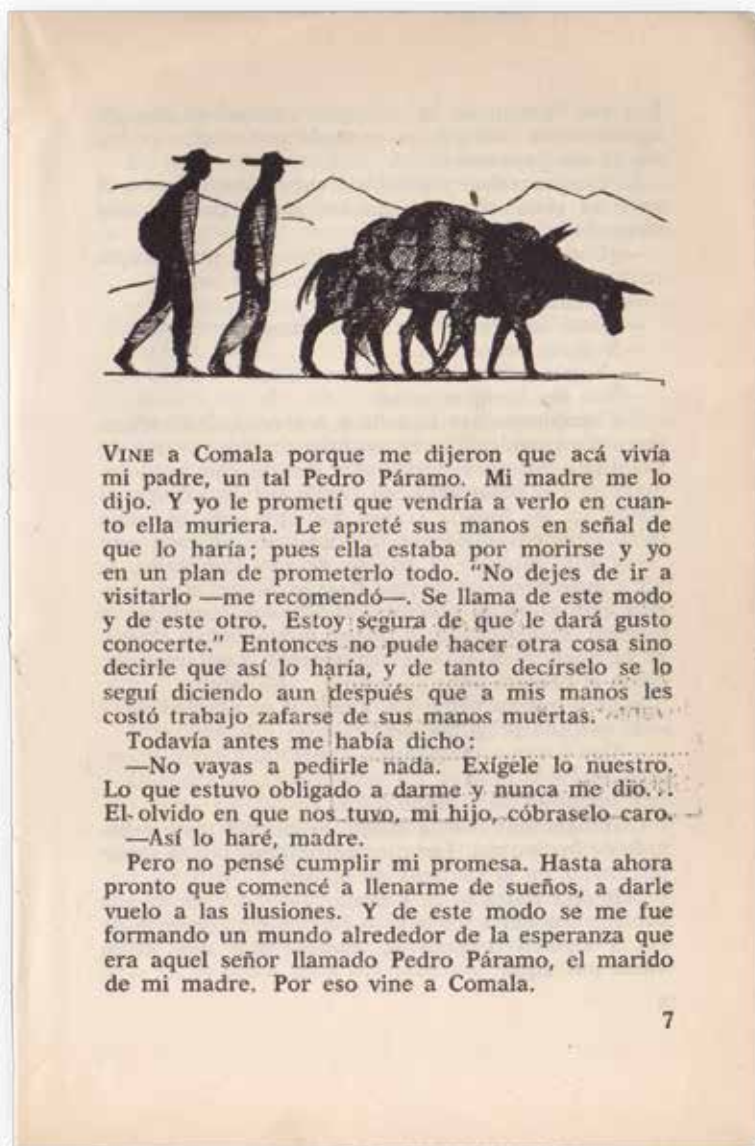 VINE a Comala porque me dijeron que acá vivía
mi padre, un tal Pedro Páramo. Mi madre me lo
dijo. Y yo le prometí que vendría a verlo en cuan-
to ella muriera. Le apreté sus manos en señal de
que lo haría; pues ella estaba por morirse y yo
en un plan de prometerlo todo. "No dejes de ir a
visitarlo —me recomendó—. Se llama de este modo
y de este otro. Estoy segura de que le dará gusto
conocerte." Entonces no pude hacer otra cosa sino
decirle que así lo haría, y de tanto decírselo se lo
seguí diciendo aun después que a mis manos les
costó trabajo zafarse de sus manos muertas.
Todavía antes me había dicho:
—No vayas a pedirle nada. Exígele lo nuestro.
Lo que estuvo obligado a darme y nunca me dio...
El olvido en que nos tuvo, mi hijo, cóbraselo caro.
—Así lo haré, madre.
Pero no pensé cumplir mi promesa. Hasta ahora
pronto que comencé a llenarme de sueños, a darle
vuelo a las ilusiones. Y de este modo se me fue
formando un mundo alrededor de la esperanza que
era aquel señor llamado Pedro Páramo, el marido
de mi madre. Por eso vine a Comala.
7